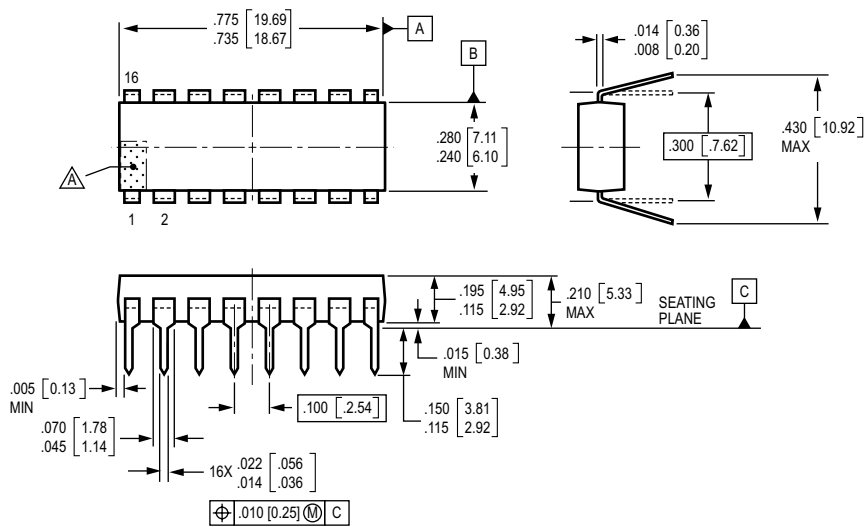 .775 [19.69]
.735 [18.67]
A
B
16
.280 [7.11]
.240 [6.10]
A
1 2
.014 [0.36]
.008 [0.20]
.300 [.7.62]
.430 [10.92]
MAX
.195 [4.95]
.115 [2.92]
.210 [5.33]
MAX
SEATING
PLANE
C
.015 [0.38]
MIN
.005 [0.13]
MIN
.100 [.2.54]
.150 [3.81]
.115 [2.92]
.070 [1.78]
.045 [1.14]
16X .022 [.056]
.014 [.036]
⌖ .010 [0.25] Ⓜ C